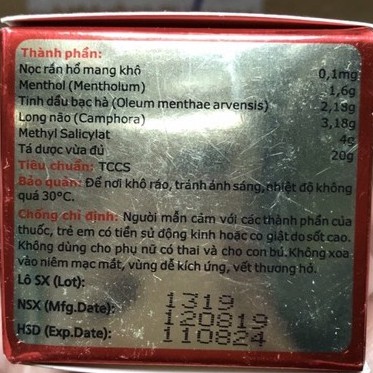 Thành phần:
Nọc rắn hổ mang khô 0,1mg
Menthol (Mentholum) 1,6g
Tinh dầu bạc hà (Oleum menthae arvensis) 2,18g
Long não (Camphora) 3,18g
Methyl Salicylat 4g
Tá dược vừa đủ 20g
Tiêu chuẩn: TCCS
Bảo quản: Để nơi khô ráo, tránh ánh sáng, nhiệt độ không
quá 30°C.
Chống chỉ định: Người mẫn cảm với các thành phần của
thuốc, trẻ em có tiền sử động kinh hoặc co giật do sốt cao.
Không dùng cho phụ nữ có thai và cho con bú. Không xoa
vào niêm mạc mắt, vùng dễ kích ứng, vết thương hở.
Lô SX (Lot): 1319
NSX (Mfg.Date): 120819
HSD (Exp.Date): 110824